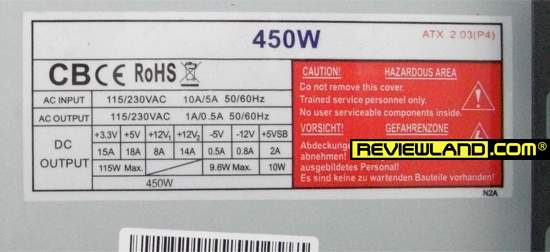 450W
ATX 2.03(P4)
CB CE RoHS
AC INPUT 115/230VAC 10A/5A 50/60Hz
AC OUTPUT 115/230VAC 1A/0.5A 50/60Hz
DC OUTPUT
+3.3V +5V +12V1 +12V2 -5V -12V +5VSB
15A 18A 8A 14A 0.5A 0.8A 2A
115W Max. 9.6W Max. 10W
450W
CAUTION! HAZARDOUS AREA
Do not remove this cover.
Trained service personnel only.
No user serviceable components inside.
VORSICHT! GEFAHRENZONE
Abdeckung
abnehmen!
ausgebildetes Personal!
Es sind keine zu wartenden Bauteile vorhanden!
N2A
REVIEWLAND.COM®